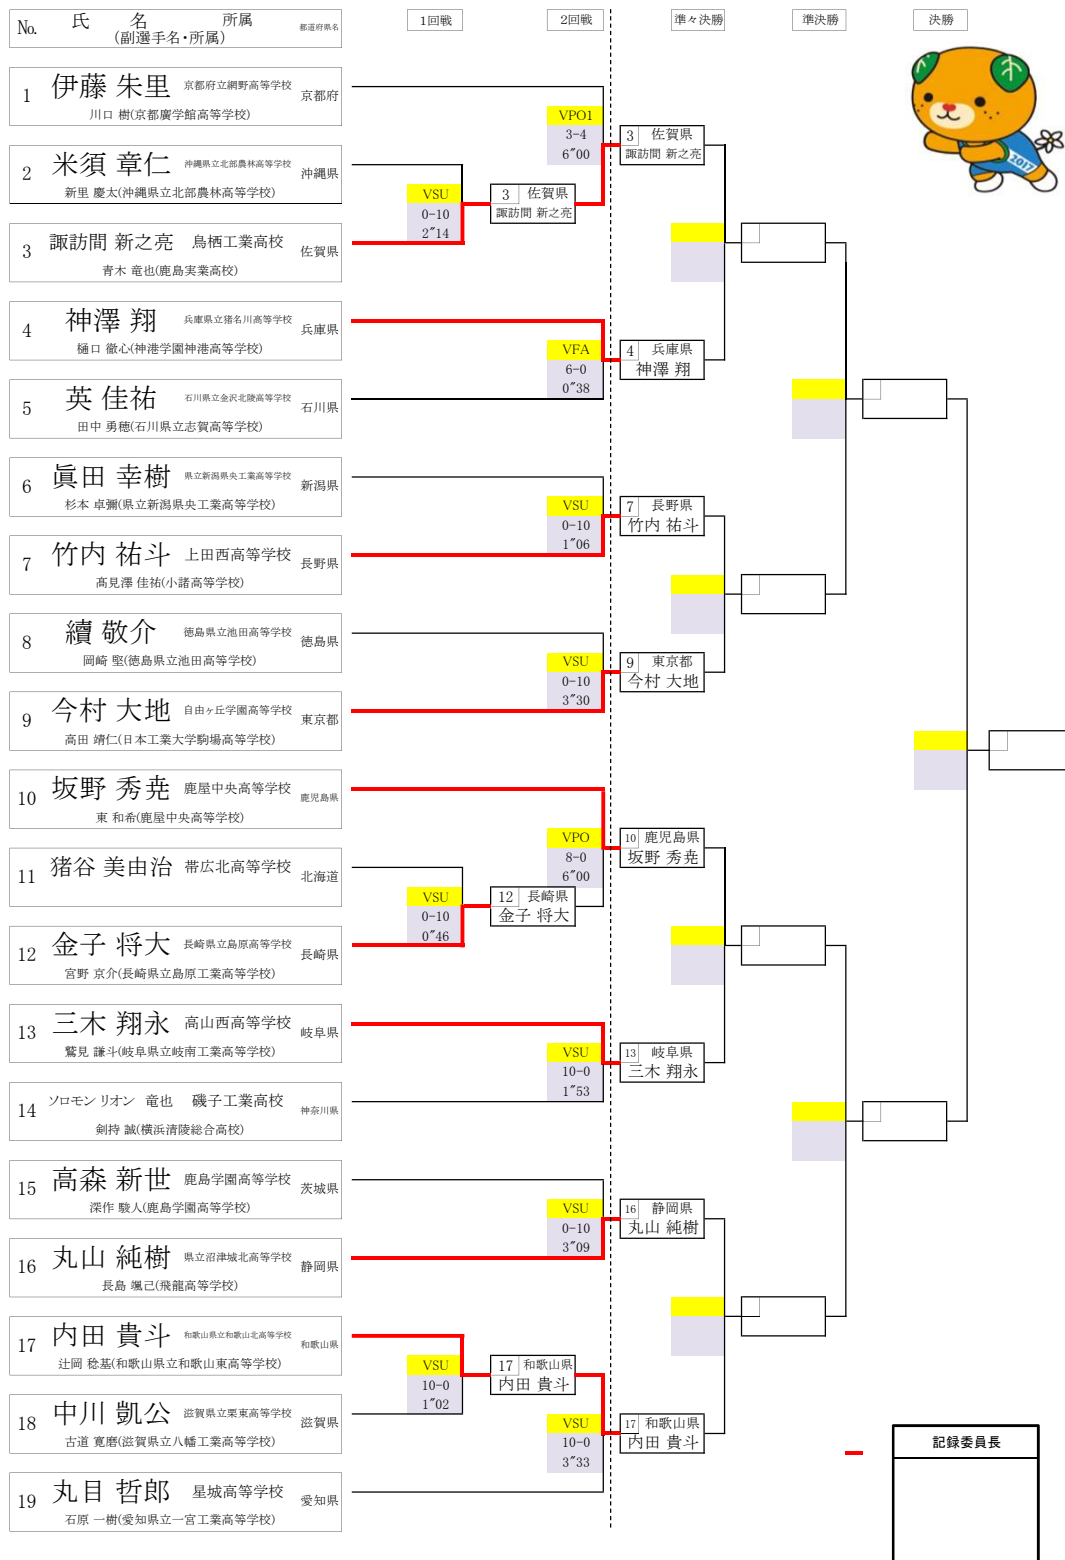 No. 氏 名 所属 都道府県名
(副選手名・所属)
1回戦 2回戦 準々決勝 準決勝 決勝
1 伊藤 朱里 京都府立網野高等学校 京都府
川口 樹(京都廣学館高等学校)
2 米須 章仁 沖縄県立北部農林高等学校 沖縄県
新里 慶太(沖縄県立北部農林高等学校)
3 諏訪間 新之亮 鳥栖工業高校 佐賀県
青木 竜也(鹿島実業高校)
4 神澤 翔 兵庫県立猪名川高等学校 兵庫県
樋口 徹心(神港学園神港高等学校)
5 英 佳祐 石川県立金沢北陵高等学校 石川県
田中 勇穂(石川県立志賀高等学校)
6 眞田 幸樹 県立新潟県央工業高等学校 新潟県
杉本 卓彌(県立新潟県央工業高等学校)
7 竹内 祐斗 上田西高等学校 長野県
髙見澤 佳祐(小諸高等学校)
8 續 敬介 徳島県立池田高等学校 徳島県
岡崎 堅(徳島県立池田高等学校)
9 今村 大地 自由ヶ丘学園高等学校 東京都
高田 靖仁(日本工業大学駒場高等学校)
10 坂野 秀尭 鹿屋中央高等学校 鹿児島県
東 和希(鹿屋中央高等学校)
11 猪谷 美由治 帯広北高等学校 北海道
12 金子 将大 長崎県立島原高等学校 長崎県
宮野 京介(長崎県立島原工業高等学校)
13 三木 翔永 高山西高等学校 岐阜県
鷲見 謙斗(岐阜県立岐南工業高等学校)
14 ソロモン リオン 竜也 磯子工業高校 神奈川県
剣持 誠(横浜清陵総合高校)
15 高森 新世 鹿島学園高等学校 茨城県
深作 駿人(鹿島学園高等学校)
16 丸山 純樹 県立沼津城北高等学校 静岡県
長島 颯己(飛龍高等学校)
17 内田 貴斗 和歌山県立和歌山北高等学校 和歌山県
辻岡 稔基(和歌山県立和歌山東高等学校)
18 中川 凱公 滋賀県立栗東高等学校 滋賀県
古道 寛磨(滋賀県立八幡工業高等学校)
19 丸目 哲郎 星城高等学校 愛知県
石原 一樹(愛知県立一宮工業高等学校)
VSU
0-10
2"14
3 佐賀県
諏訪間 新之亮
VSU
0-10
0"46
12 長崎県
金子 将大
VSU
10-0
1"02
17 和歌山県
内田 貴斗
VPO1
3-4
6"00
3 佐賀県
諏訪間 新之亮
VFA
6-0
0"38
4 兵庫県
神澤 翔
VSU
0-10
1"06
7 長野県
竹内 祐斗
VSU
0-10
3"30
9 東京都
今村 大地
VPO
8-0
6"00
10 鹿児島県
坂野 秀尭
VSU
10-0
1"53
13 岐阜県
三木 翔永
VSU
0-10
3"09
16 静岡県
丸山 純樹
VSU
10-0
3"33
17 和歌山県
内田 貴斗
2017
記録委員長